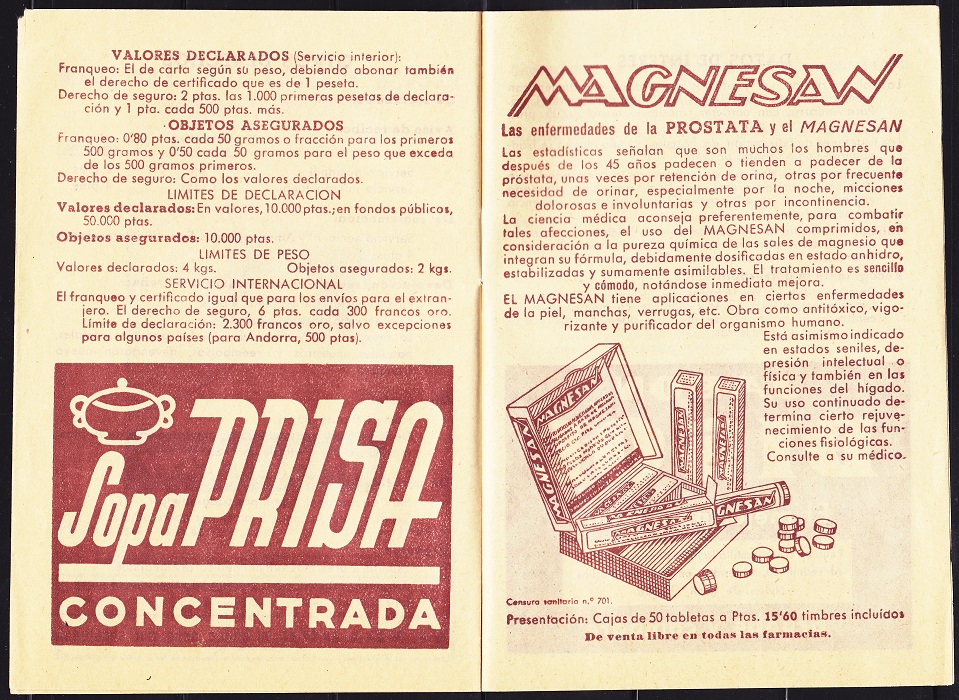 VALORES DECLARADOS (Servicio interior):
Franqueo: El de carta según su peso, debiendo abonar también
el derecho de certificado que es de 1 peseta.
Derecho de seguro: 2 ptas. las 1.000 primeras pesetas de declara-
ción y 1 pta. cada 500 ptas. más.
OBJETOS ASEGURADOS
Franqueo: 0'80 ptas. cada 50 gramos o fracción para los primeros
500 gramos y 0'50 cada 50 gramos para el peso que exceda
de los 500 gramos primeros.
Derecho de seguro: Como los valores declarados.
LIMITES DE DECLARACION
Valores declarados: En valores, 10.000 ptas.; en fondos públicos,
50.000 ptas.
Objetos asegurados: 10.000 ptas.
LIMITES DE PESO
Valores declarados: 4 kgs. Objetos asegurados: 2 kgs.
SERVICIO INTERNACIONAL
El franqueo y certificado igual que para los envíos para el extran-
jero. El derecho de seguro, 6 ptas. cada 300 francos oro.
Límite de declaración: 2.300 francos oro, salvo excepciones
para algunos países (para Andorra, 500 ptas).
Sopa PRISA
CONCENTRADA
MAGNESAN
Las enfermedades de la PROSTATA y el MAGNESAN
Las estadísticas señalan que son muchos los hombres que
después de los 45 años padecen o tienden a padecer de la
próstata, unas veces por retención de orina, otras por frecuente
necesidad de orinar, especialmente por la noche, micciones
dolorosas e involuntarias y otras por incontinencia.
La ciencia médica aconseja preferentemente, para combatir
tales afecciones, el uso del MAGNESAN comprimidos, en
consideración a la pureza química de las sales de magnesio que
integran su fórmula, debidamente dosificadas en estado anhidro,
estabilizadas y sumamente asimilables. El tratamiento es sencillo
y cómodo, notándose inmediata mejora.
EL MAGNESAN tiene aplicaciones en ciertos enfermedades
de la piel, manchas, verrugas, etc. Obra como antitóxico, vigo-
rizante y purificador del organismo humano.
Está asimismo indicado
en estados seniles, de-
presión intelectual o
física y también en las
funciones del hígado.
Su uso continuado de-
termina cierto rejuve-
necimiento de las fun-
ciones fisiológicas.
Consulte a su médico.
MAGNESAN
MAGNESAN
MAGNESAN
MAGNESAN
MAGNESAN
MAGNESAN
GNESAN
Censura sanitaria n.º 701.
Presentación: Cajas de 50 tabletas a Ptas. 15'60 timbres incluídos
De venta libre en todas las farmacias.